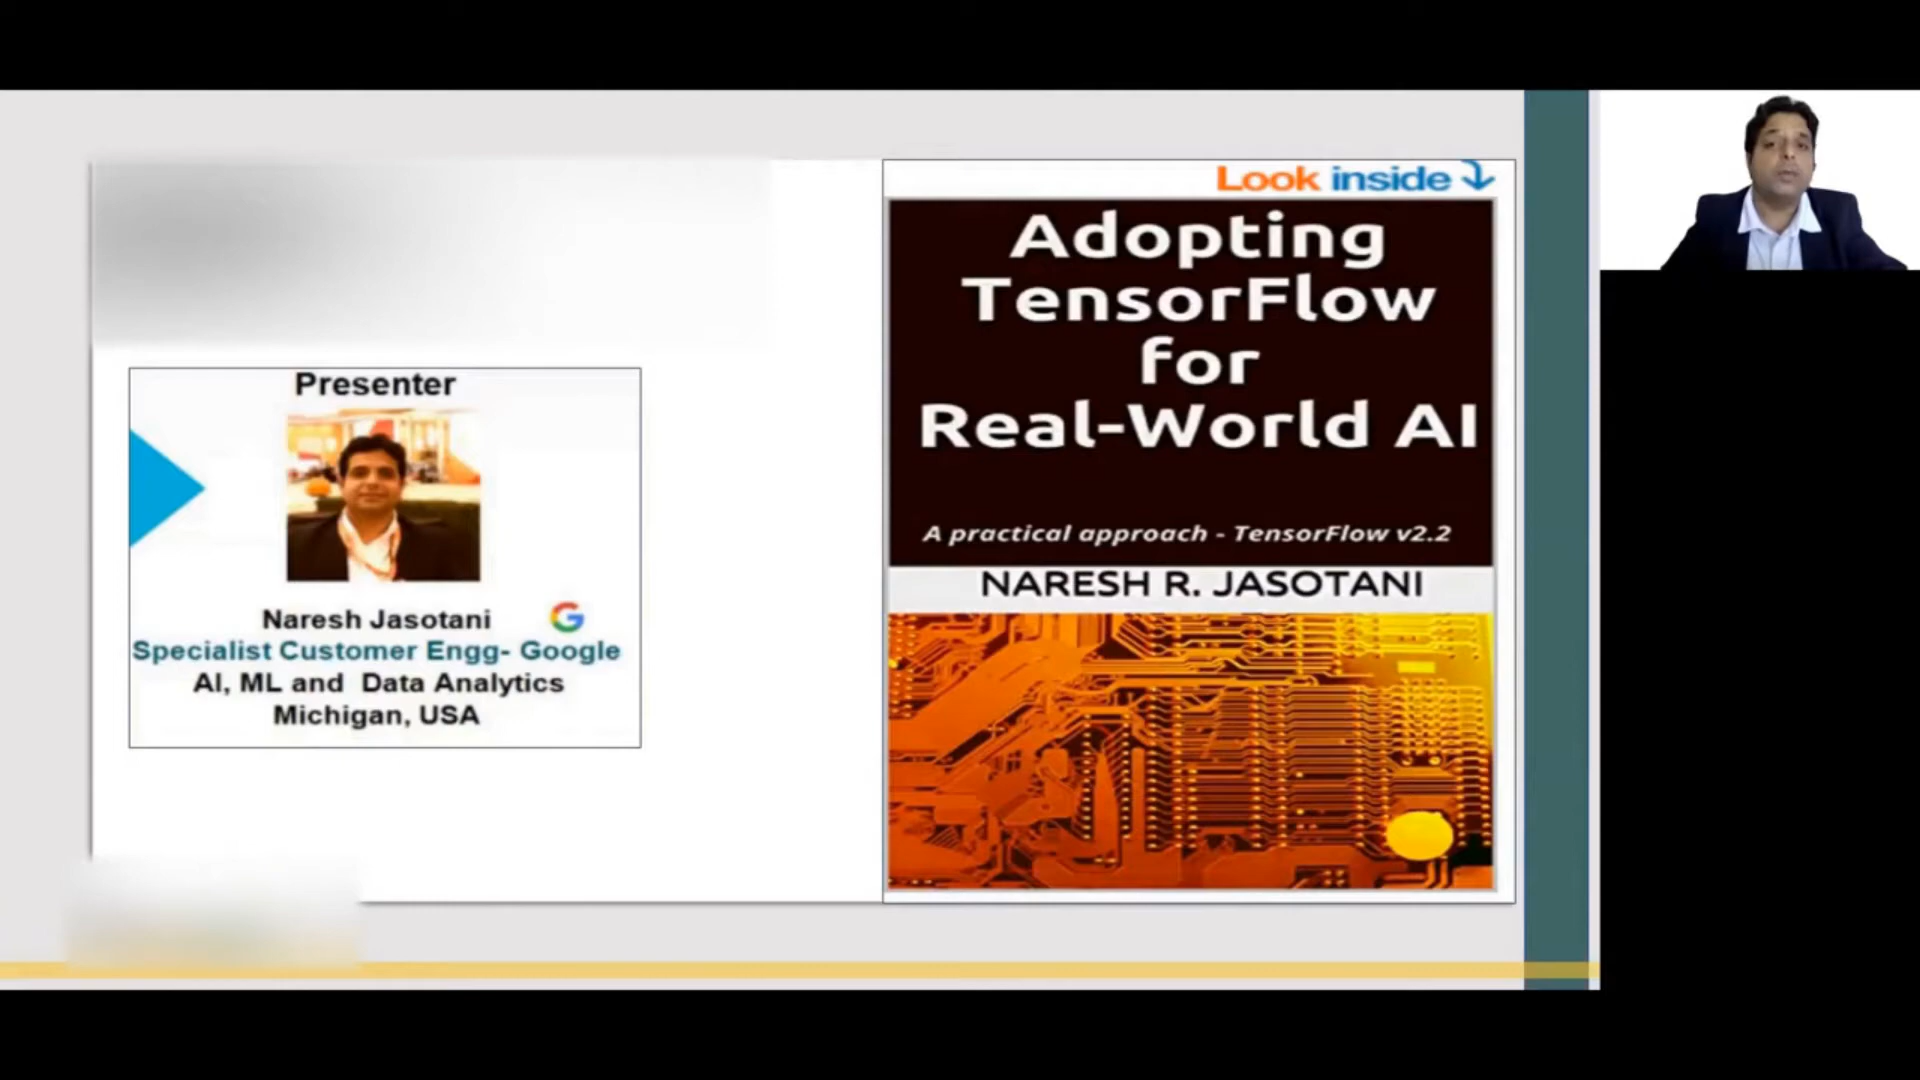 Presenter
Naresh Jasotani
Specialist Customer Engg- Google
AI, ML and Data Analytics
Michigan, USA
Look inside
Adopting
TensorFlow
for
Real-World AI
A practical approach - TensorFlow v2.2
NARESH R. JASOTANI